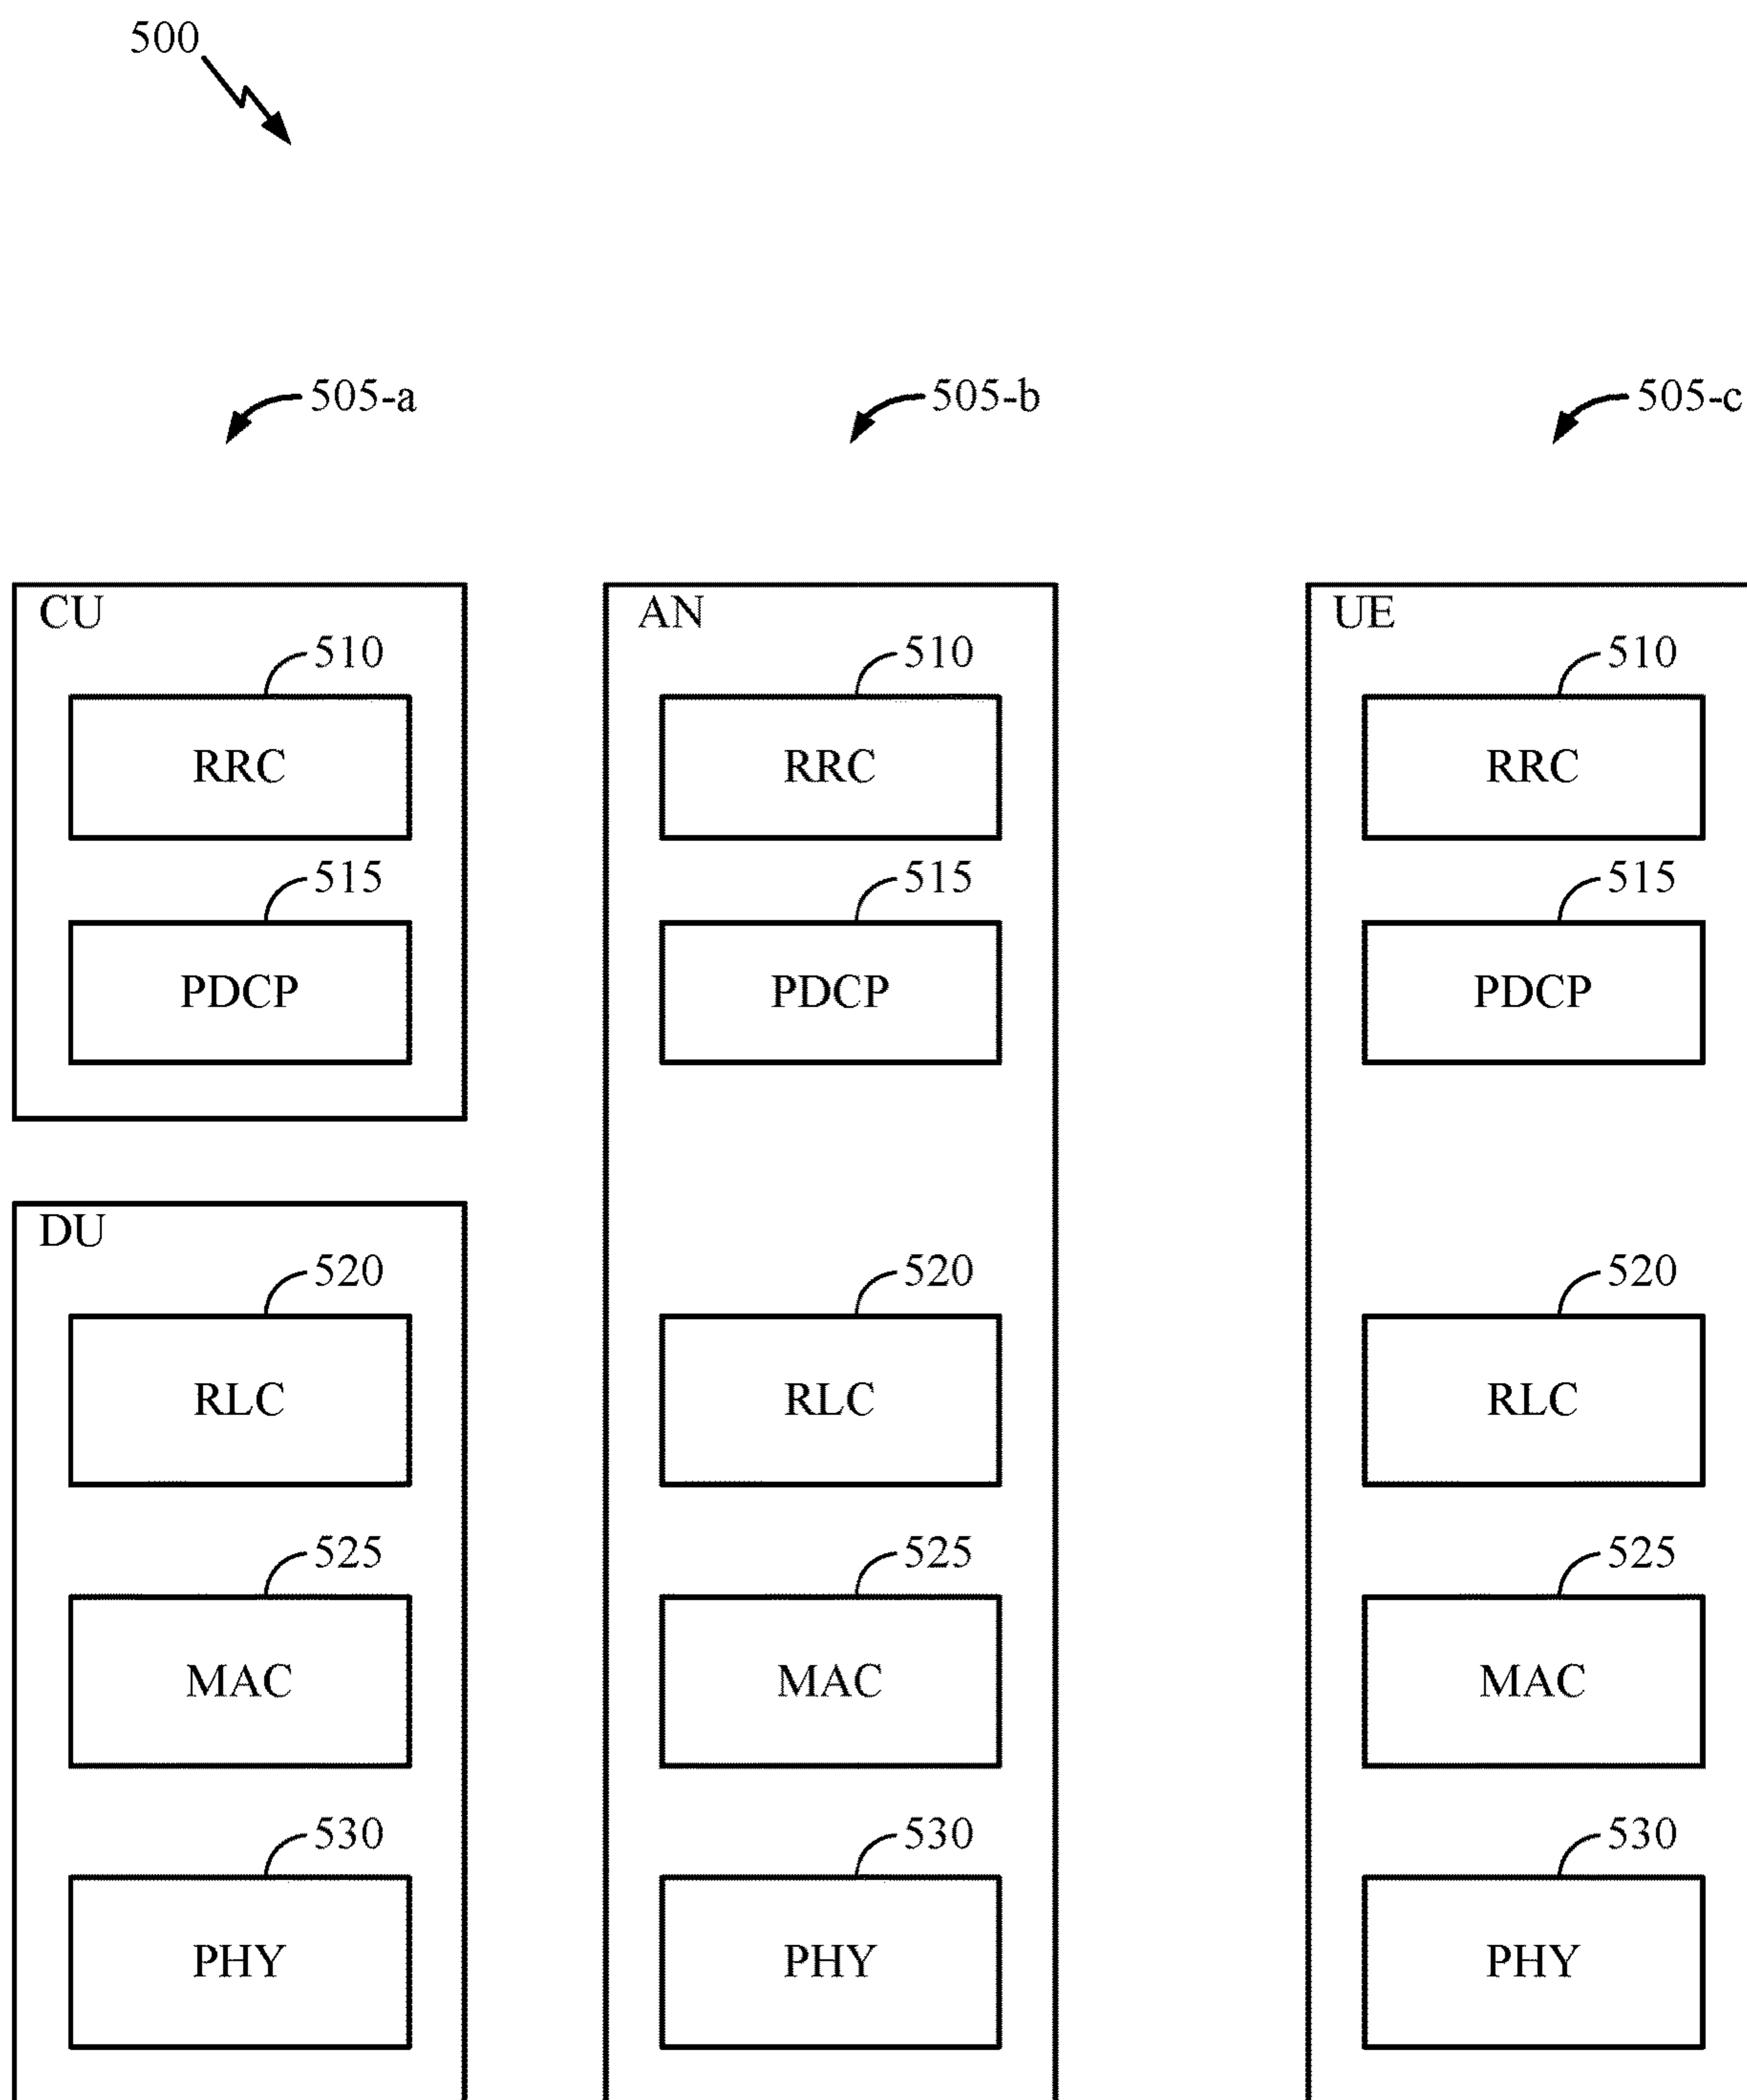 500
505-a 505-b 505-c
CU AN UE
510 510 510
RRC RRC RRC
515 515 515
PDCP PDCP PDCP
DU
520 520 520
RLC RLC RLC
525 525 525
MAC MAC MAC
530 530 530
PHY PHY PHY